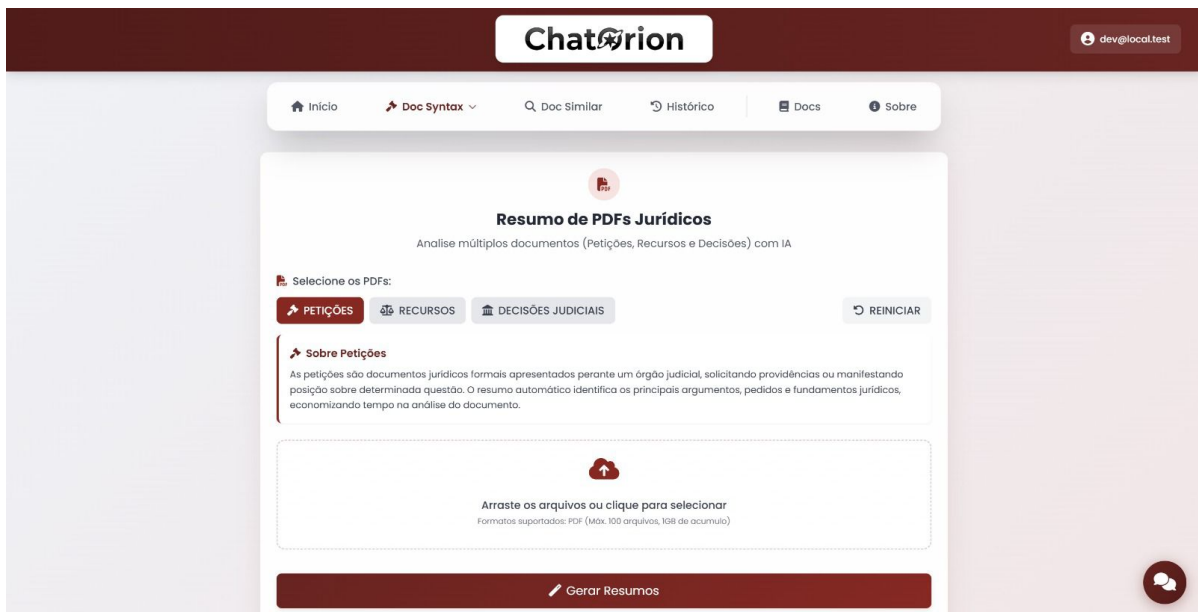 ChatOrion
dev@local.test
Início
Doc Syntax
Doc Similar
Histórico
Docs
Sobre
PDF
Resumo de PDFs Jurídicos
Analise múltiplos documentos (Petições, Recursos e Decisões) com IA
Selecione os PDFs:
PETIÇÕES
RECURSOS
DECISÕES JUDICIAIS
REINICIAR
Sobre Petições
As petições são documentos jurídicos formais apresentados perante um órgão judicial, solicitando providências ou manifestando
posição sobre determinada questão. O resumo automático identifica os principais argumentos, pedidos e fundamentos jurídicos,
economizando tempo na análise do documento.
Arraste os arquivos ou clique para selecionar
Formatos suportados: PDF (Máx. 100 arquivos, 1GB de acumulo)
Gerar Resumos